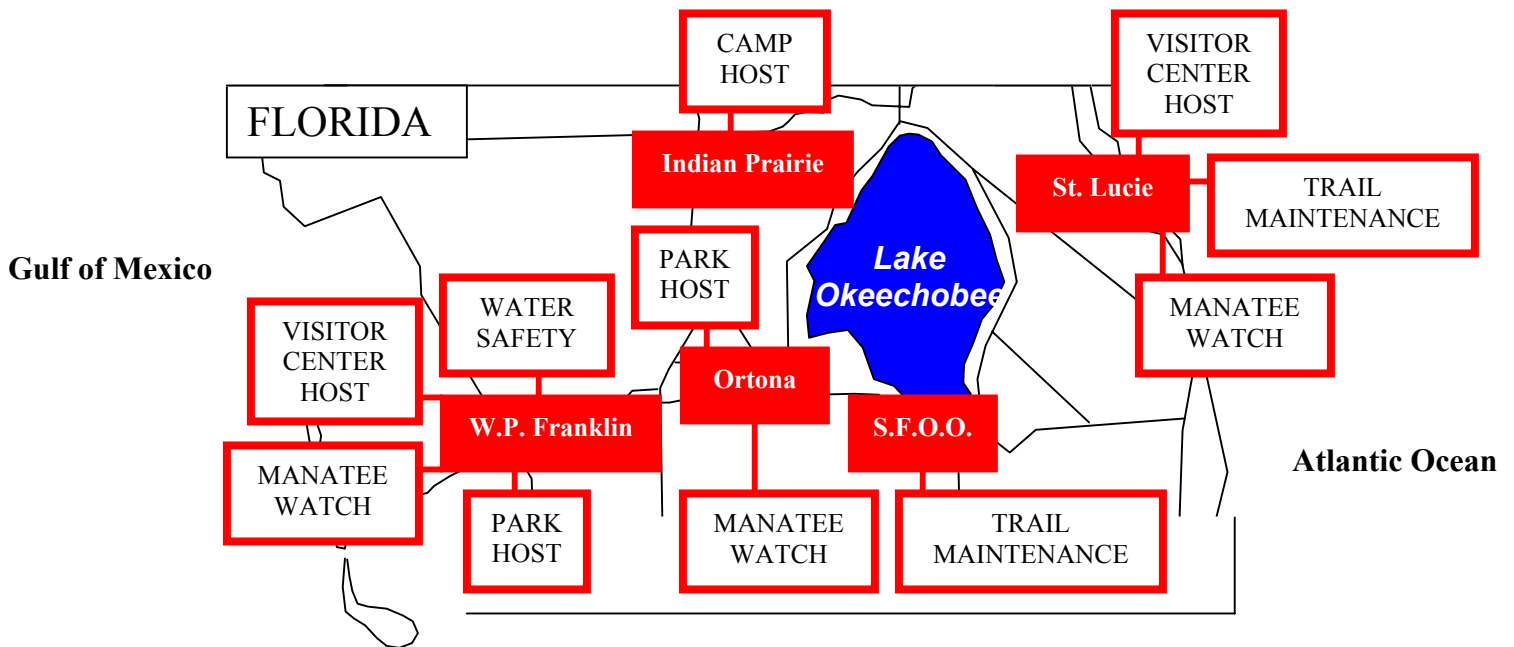 CAMP
HOST
VISITOR
CENTER
HOST
FLORIDA
Indian Prairie
St. Lucie
TRAIL
MAINTENANCE
Gulf of Mexico
PARK
HOST
Lake
Okeechobee
WATER
SAFETY
MANATEE
WATCH
VISITOR
CENTER
HOST
Ortona
W.P. Franklin
S.F.O.O.
Atlantic Ocean
MANATEE
WATCH
PARK
HOST
MANATEE
WATCH
TRAIL
MAINTENANCE